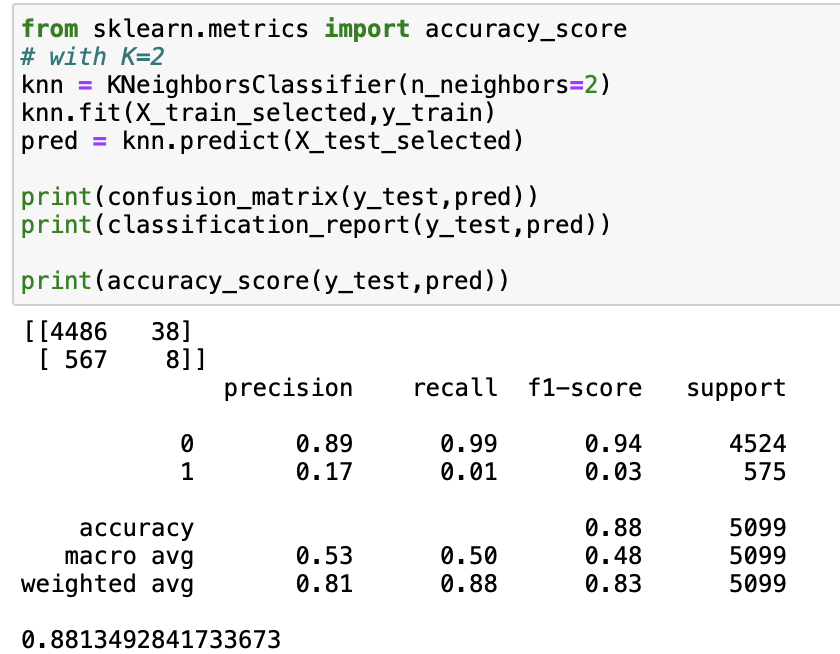 from sklearn.metrics import accuracy_score
# with K=2
knn = KNeighborsClassifier(n_neighbors=2)
knn.fit(X_train_selected,y_train)
pred = knn.predict(X_test_selected)
print(confusion_matrix(y_test,pred))
print(classification_report(y_test,pred))
print(accuracy_score(y_test,pred))
[[4486   38]
 [ 567    8]]
              precision    recall  f1-score   support
           0       0.89      0.99      0.94      4524
           1       0.17      0.01      0.03       575
    accuracy                           0.88      5099
   macro avg       0.53      0.50      0.48      5099
weighted avg       0.81      0.88      0.83      5099
0.8813492841733673